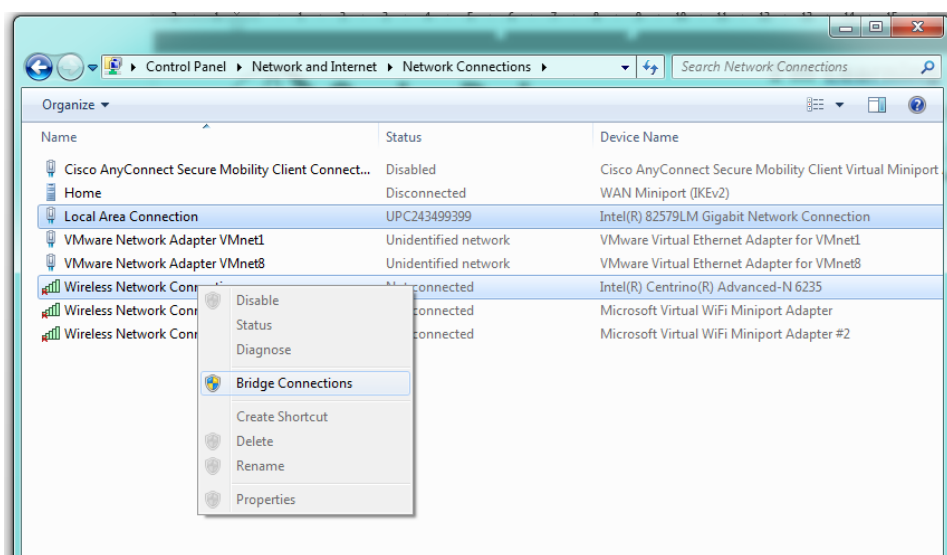 Control Panel ▸ Network and Internet ▸ Network Connections ▸ Search Network Connections
Organize
Name Status Device Name
Cisco AnyConnect Secure Mobility Client Connect... Disabled Cisco AnyConnect Secure Mobility Client Virtual Miniport
Home Disconnected WAN Miniport (IKEv2)
Local Area Connection UPC243499399 Intel(R) 82579LM Gigabit Network Connection
VMware Network Adapter VMnet1 Unidentified network VMware Virtual Ethernet Adapter for VMnet1
VMware Network Adapter VMnet8 Unidentified network VMware Virtual Ethernet Adapter for VMnet8
Wireless Network connected Intel(R) Centrino(R) Advanced-N 6235
Wireless Network Microsoft Virtual WiFi Miniport Adapter
Wireless Network Microsoft Virtual WiFi Miniport Adapter #2
Disable
Status
Diagnose
Bridge Connections
Create Shortcut
Delete
Rename
Properties